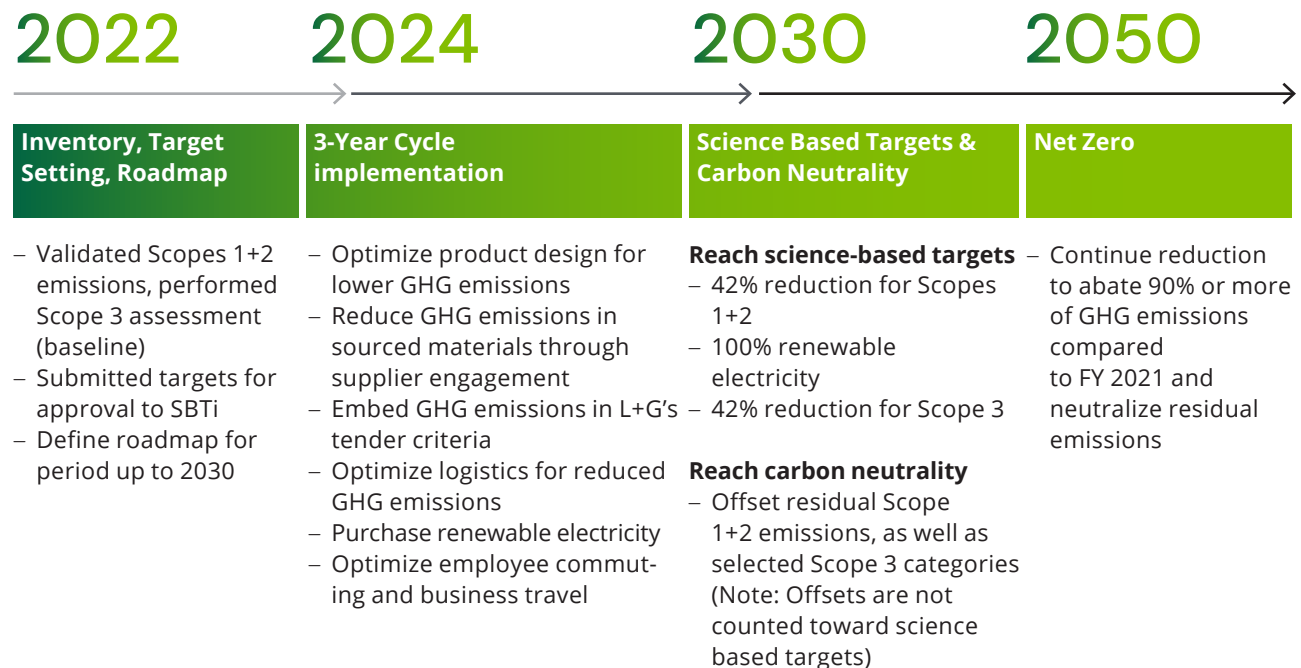 2022
2024
2030
2050
Inventory, Target
Setting, Roadmap
3-Year Cycle
implementation
Science Based Targets &
Carbon Neutrality
Net Zero
– Validated Scopes 1+2
emissions, performed
Scope 3 assessment
(baseline)
– Submitted targets for
approval to SBTi
– Define roadmap for
period up to 2030
– Optimize product design for
lower GHG emissions
– Reduce GHG emissions in
sourced materials through
supplier engagement
– Embed GHG emissions in L+G’s
tender criteria
– Optimize logistics for reduced
GHG emissions
– Purchase renewable electricity
– Optimize employee commut-
ing and business travel
Reach science-based targets
– 42% reduction for Scopes
1+2
– 100% renewable
electricity
– 42% reduction for Scope 3
Reach carbon neutrality
– Offset residual Scope
1+2 emissions, as well as
selected Scope 3 categories
(Note: Offsets are not
counted toward science
based targets)
– Continue reduction
to abate 90% or more
of GHG emissions
compared
to FY 2021 and
neutralize residual
emissions